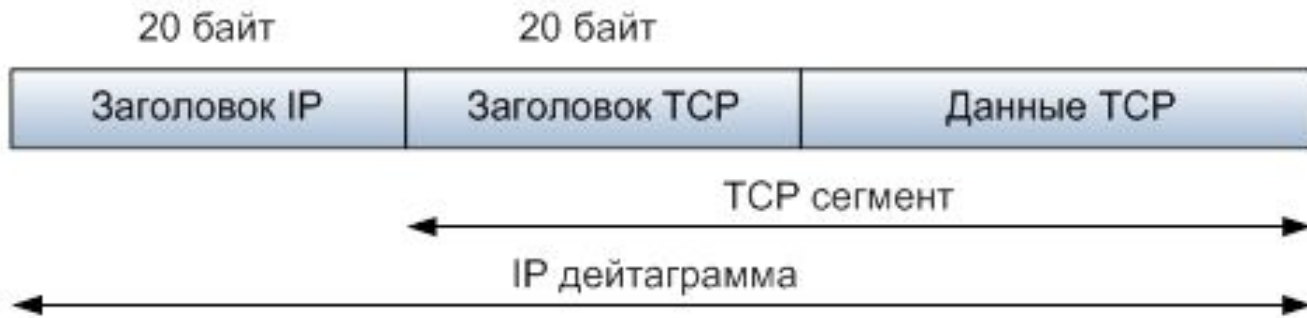 20 байт 20 байт
Заголовок IP Заголовок TCP Данные TCP
TCP сегмент
IP дейтаграмма